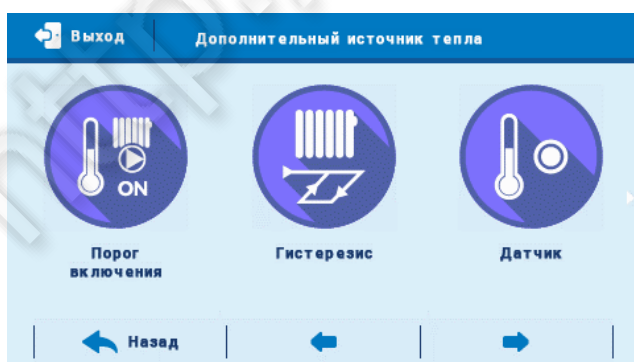 Выход
Дополнительный источник тепла
ON
Порог
включения
Гистерезис
Датчик
Назад